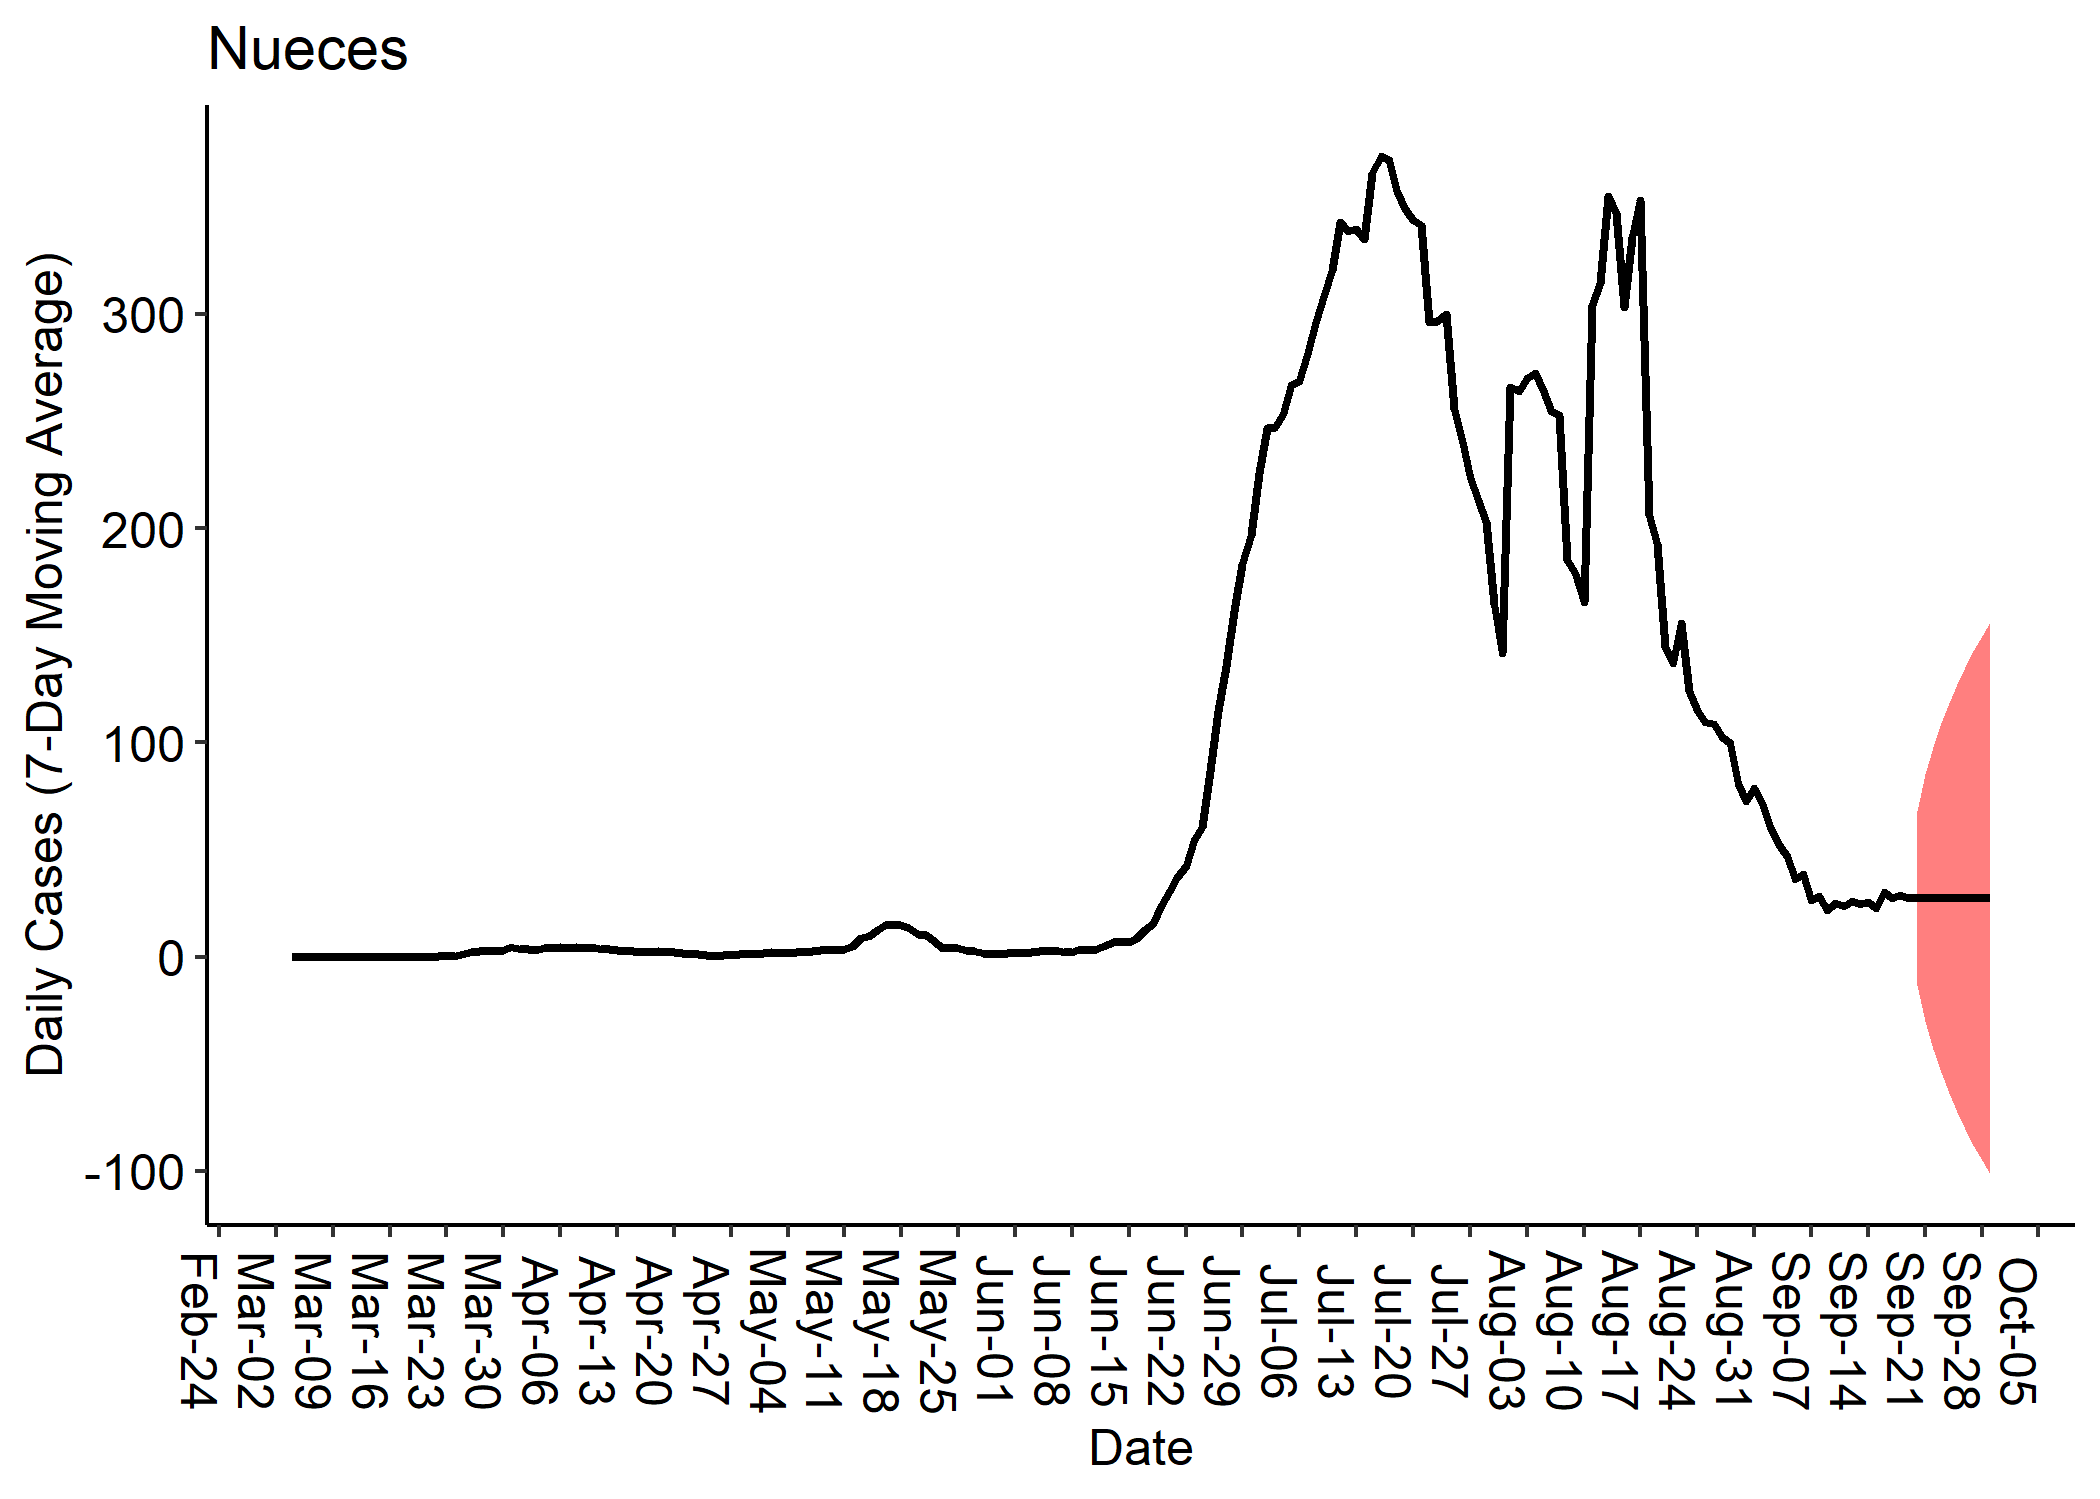 Nueces
Daily Cases (7-Day Moving Average)
300
200
100
0
-100
Feb-24
Mar-02
Mar-09
Mar-16
Mar-23
Mar-30
Apr-06
Apr-13
Apr-20
Apr-27
May-04
May-11
May-18
May-25
Jun-01
Jun-08
Jun-15
Jun-22
Jun-29
Jul-06
Jul-13
Jul-20
Jul-27
Aug-03
Aug-10
Aug-17
Aug-24
Aug-31
Sep-07
Sep-14
Sep-21
Sep-28
Oct-05
Date